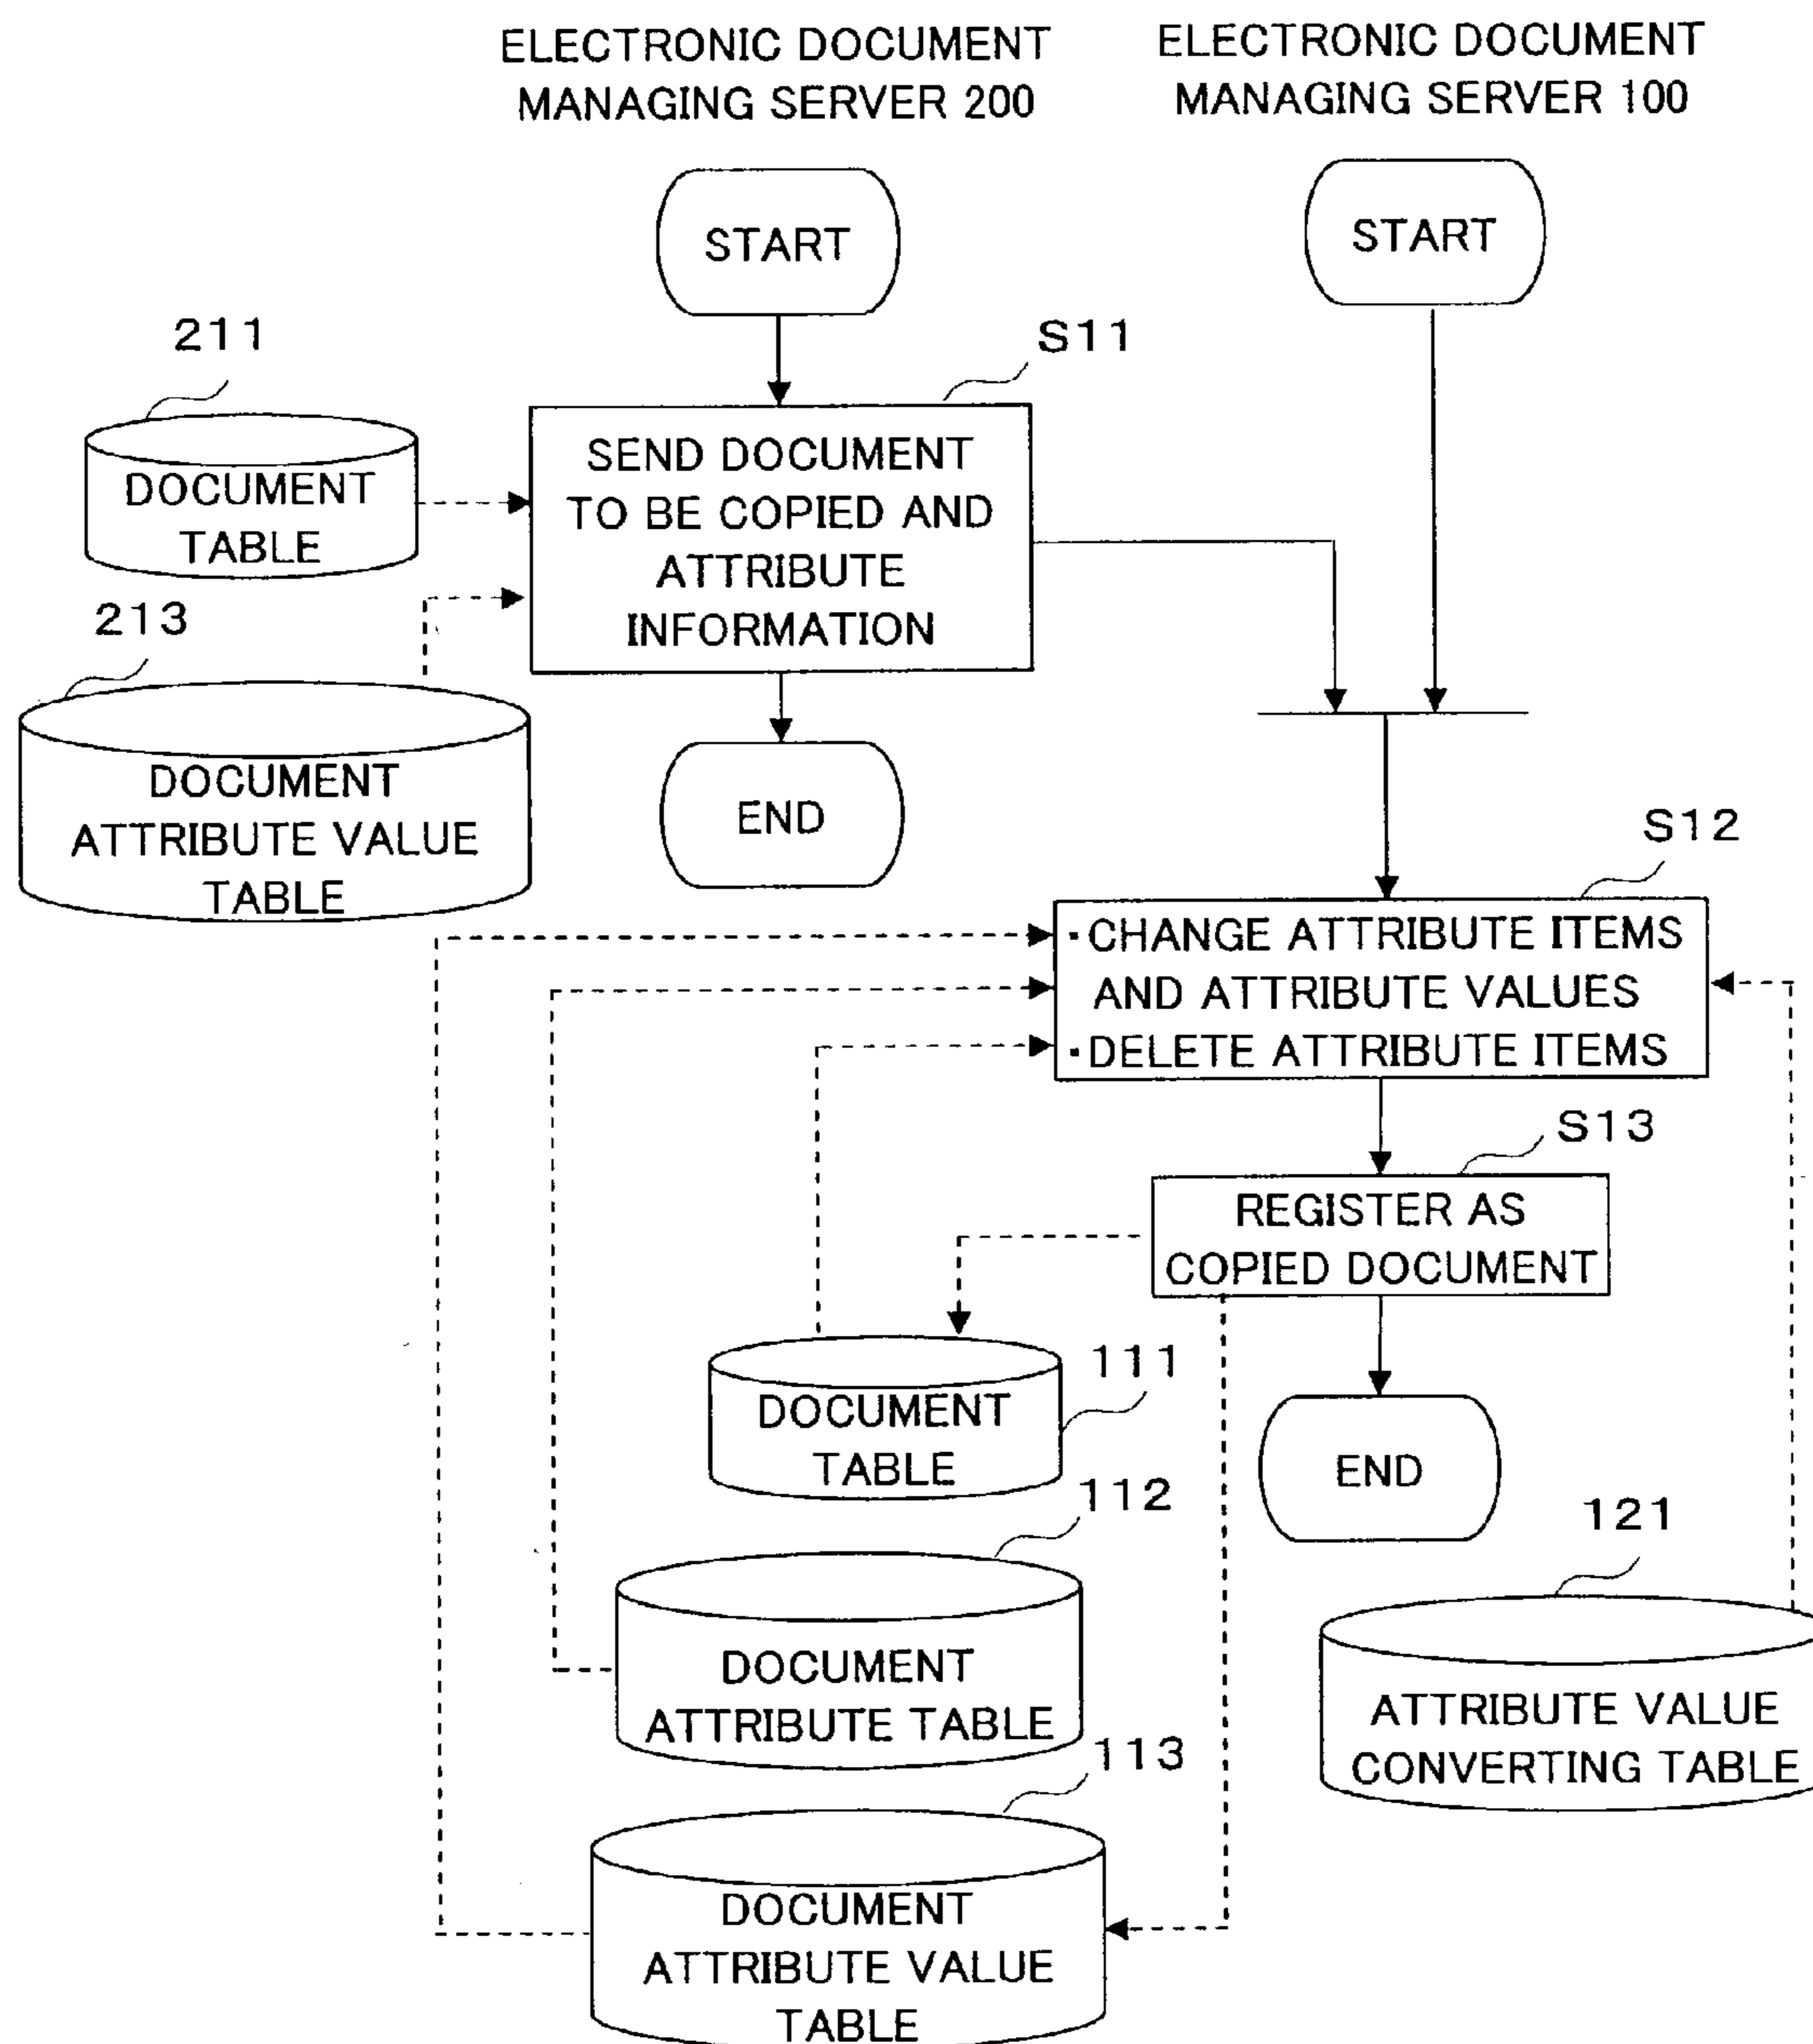 ELECTRONIC DOCUMENT
MANAGING SERVER 200
ELECTRONIC DOCUMENT
MANAGING SERVER 100
START
START
211
S11
DOCUMENT
TABLE
SEND DOCUMENT
TO BE COPIED AND
ATTRIBUTE
INFORMATION
213
DOCUMENT
ATTRIBUTE VALUE
TABLE
END
S12
・CHANGE ATTRIBUTE ITEMS
AND ATTRIBUTE VALUES
・DELETE ATTRIBUTE ITEMS
S13
REGISTER AS
COPIED DOCUMENT
111
DOCUMENT
TABLE
END
112
121
DOCUMENT
ATTRIBUTE TABLE
ATTRIBUTE VALUE
CONVERTING TABLE
113
DOCUMENT
ATTRIBUTE VALUE
TABLE